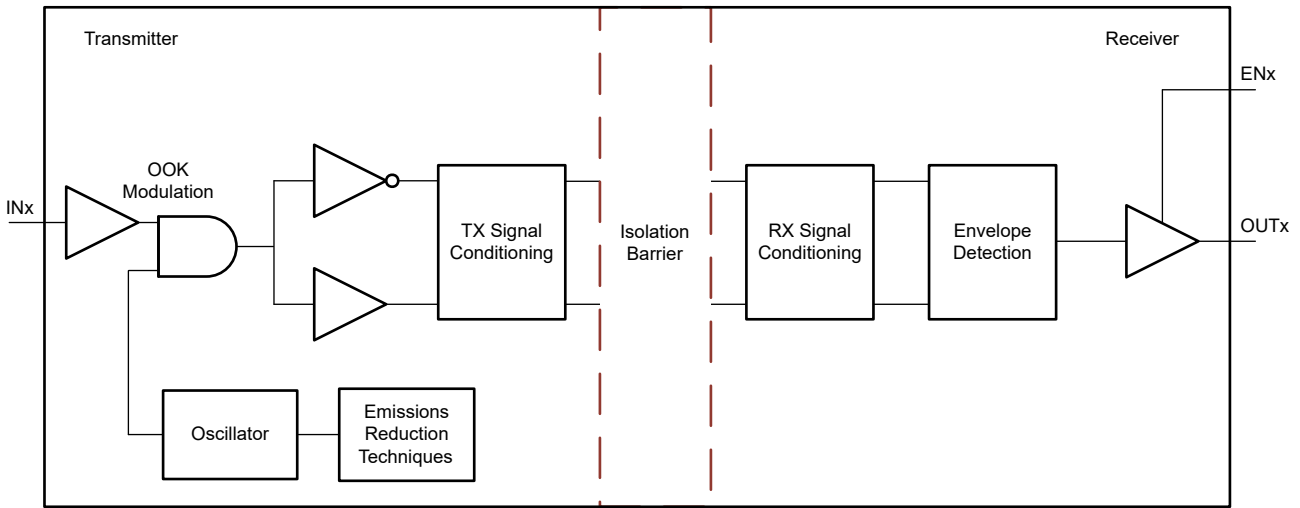 Transmitter
Receiver
ENx
OOK
Modulation
INx
TX Signal
Conditioning
Isolation
Barrier
RX Signal
Conditioning
Envelope
Detection
OUTx
Oscillator
Emissions
Reduction
Techniques